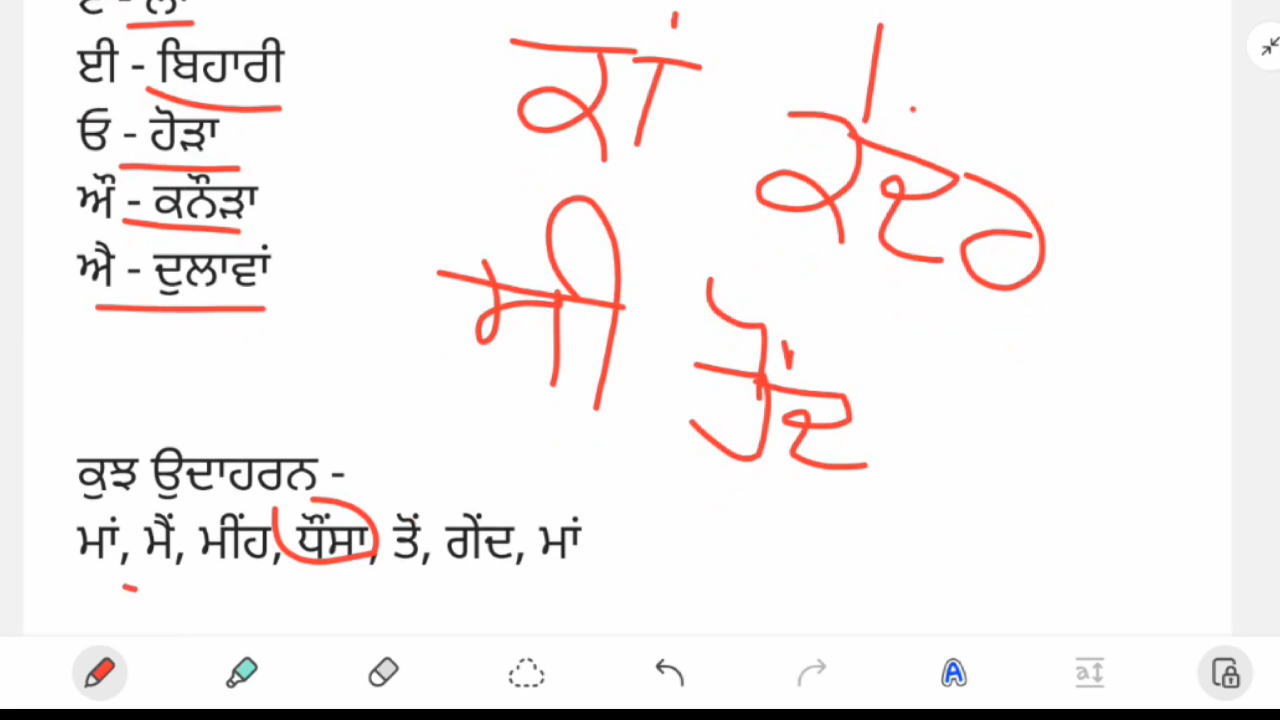 ਈ - ਬਿਹਾਰੀ
ਓ - ਹੋੜਾ
ਔ - ਕਨੌੜਾ
ਐ - ਦੁਲਾਵਾਂ
ਕਾਂ
ਕੁਝ ਉਦਾਹਰਨ -
ਮਾਂ, ਮੈਂ, ਮੀਂਹ, ਧੌਂਸਾ, ਤੋਂ, ਗੇਂਦ, ਮਾਂ